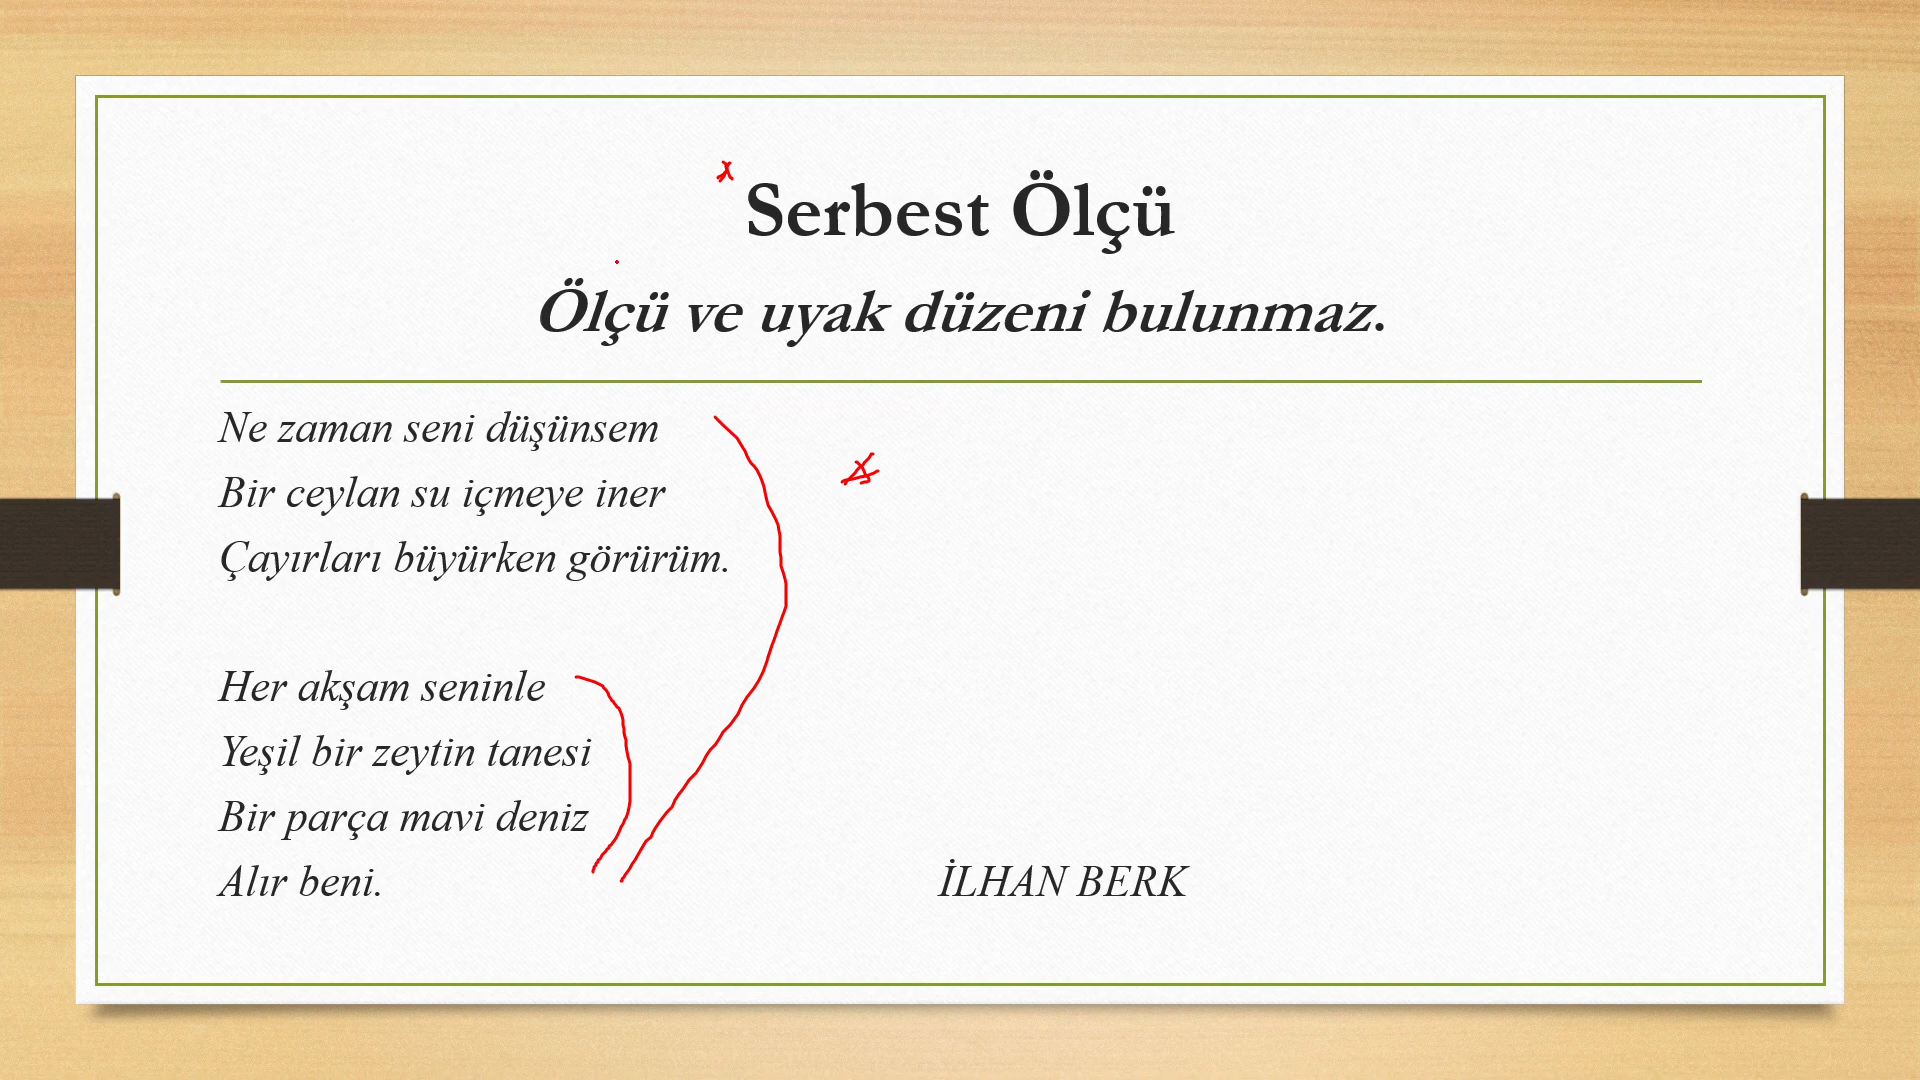 Serbest Ölçü
Ölçü ve uyak düzeni bulunmaz.
Ne zaman seni düşünsem
Bir ceylan su içmeye iner
Çayırları büyürken görürüm.
Her akşam seninle
Yeşil bir zeytin tanesi
Bir parça mavi deniz
Alır beni.
İLHAN BERK